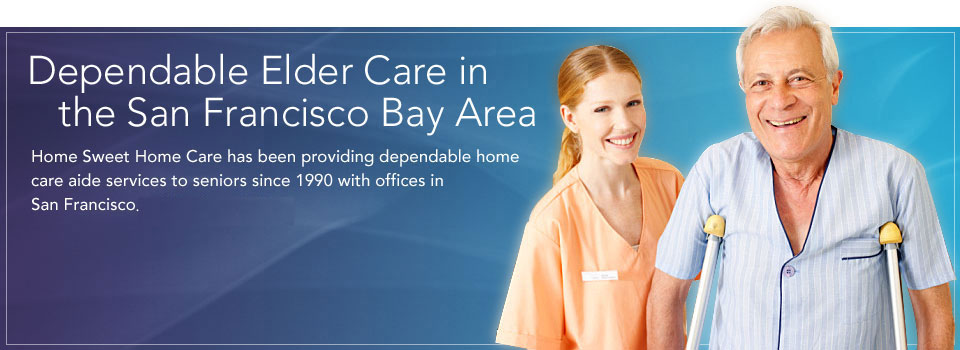 Dependable Elder Care in
the San Francisco Bay Area
Home Sweet Home Care has been providing dependable home
care aide services to seniors since 1990 with offices in
San Francisco.